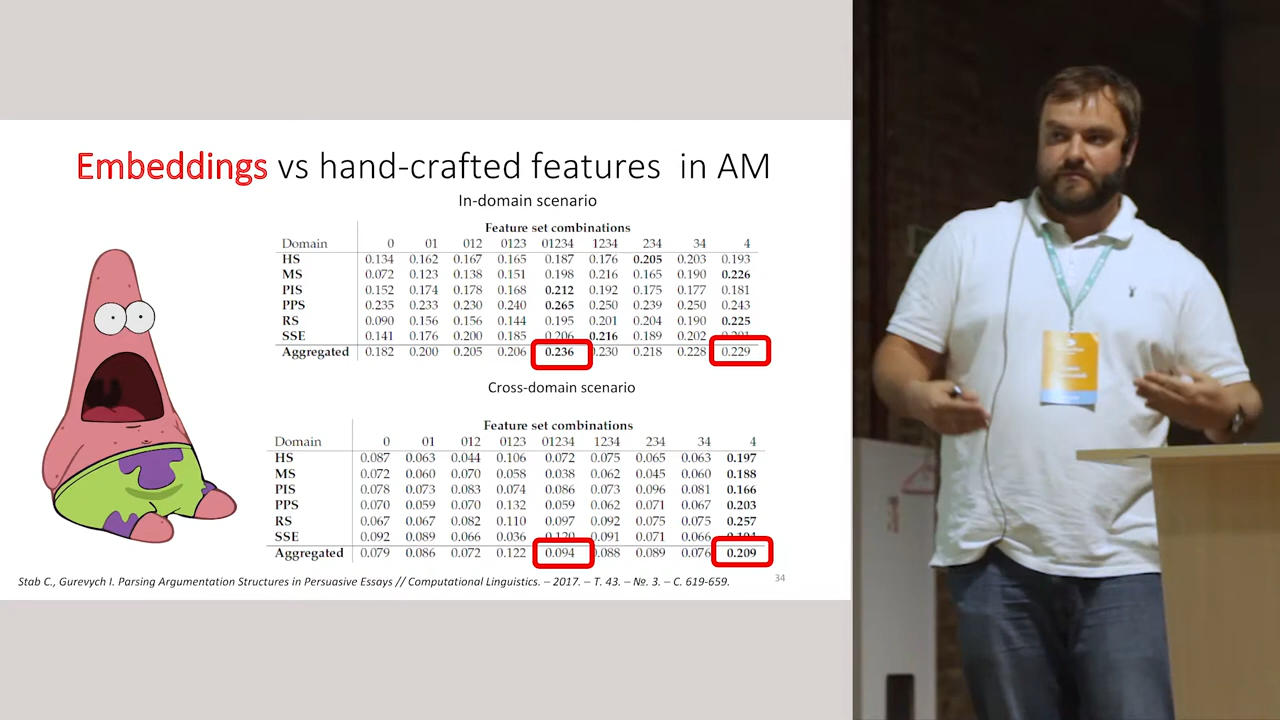 Embeddings vs hand-crafted features in AM
In-domain scenario
Feature set combinations
Domain 0 01 012 0123 01234 1234 234 34 4
HS 0.134 0.162 0.167 0.165 0.187 0.176 0.205 0.203 0.193
MS 0.072 0.123 0.138 0.151 0.198 0.216 0.165 0.190 0.226
PIS 0.152 0.174 0.178 0.168 0.212 0.192 0.175 0.177 0.181
PPS 0.235 0.233 0.230 0.240 0.265 0.250 0.239 0.250 0.243
RS 0.090 0.156 0.156 0.144 0.195 0.201 0.204 0.190 0.225
SSE 0.141 0.176 0.200 0.185 0.206 0.216 0.189 0.202 0.201
Aggregated 0.182 0.200 0.205 0.206 0.236 .230 0.218 0.228 0.229
Cross-domain scenario
Feature set combinations
Domain 0 01 012 0123 01234 1234 234 34 4
HS 0.087 0.063 0.044 0.106 0.072 0.075 0.065 0.063 0.197
MS 0.072 0.060 0.070 0.058 0.038 0.062 0.045 0.060 0.188
PIS 0.078 0.073 0.083 0.074 0.086 0.073 0.096 0.081 0.166
PPS 0.070 0.059 0.070 0.132 0.059 0.062 0.071 0.067 0.203
RS 0.067 0.067 0.082 0.110 0.097 0.092 0.075 0.075 0.257
SSE 0.092 0.089 0.066 0.036 0.120 0.091 0.071 0.066
Aggregated 0.079 0.086 0.072 0.122 0.094 .088 0.089 0.076 0.209
Stab C., Gurevych I. Parsing Argumentation Structures in Persuasive Essays // Computational Linguistics. – 2017. – T. 43. – №. 3. – C. 619-659.
34